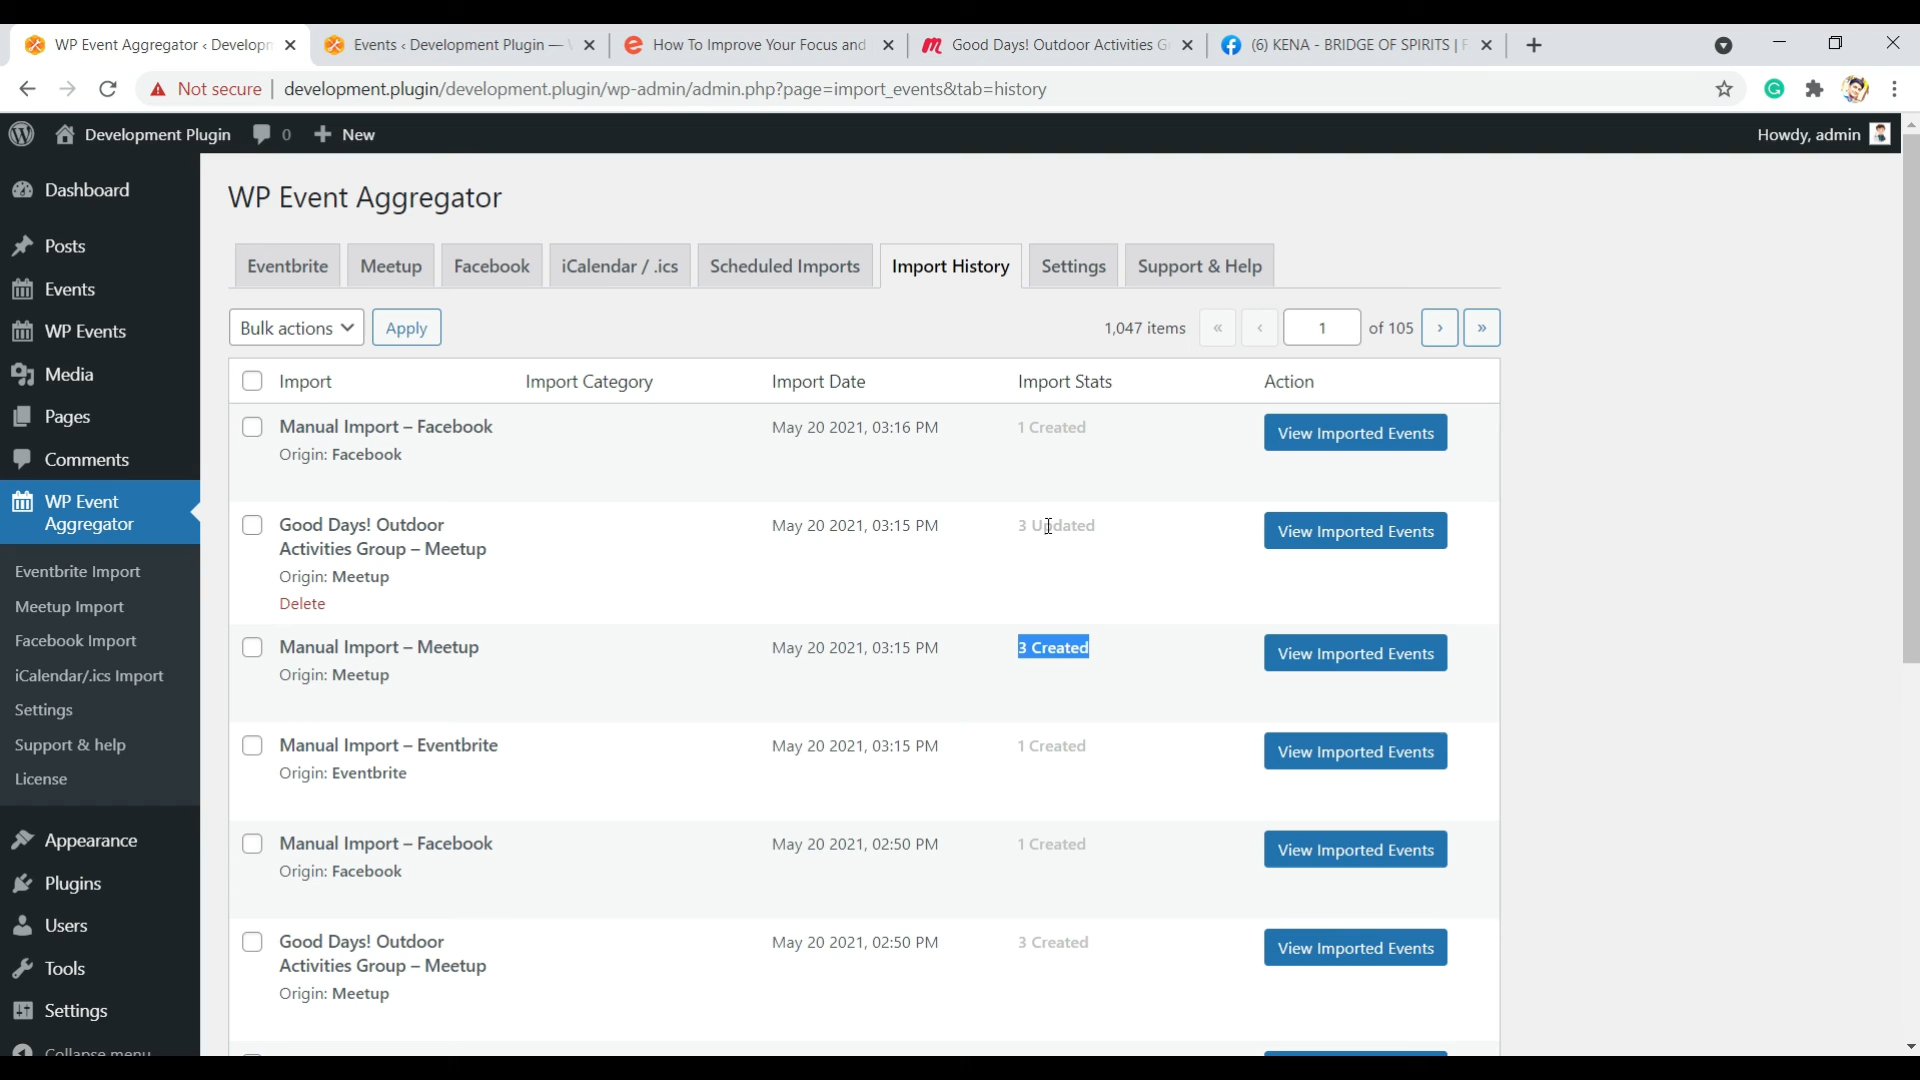 WP Event Aggregator ‹ Develop
Events ‹ Development Plugin —
How To Improve Your Focus and
Good Days! Outdoor Activities G
(6) KENA - BRIDGE OF SPIRITS | F
Not secure | development.plugin/development.plugin/wp-admin/admin.php?page=import_events&tab=history
Development Plugin 0 New
Howdy, admin
Dashboard
Posts
Events
WP Events
Media
Pages
Comments
WP Event
Aggregator
Eventbrite Import
Meetup Import
Facebook Import
iCalendar/.ics Import
Settings
Support & help
License
Appearance
Plugins
Users
Tools
Settings
Collapse menu
WP Event Aggregator
Eventbrite Meetup Facebook iCalendar / .ics Scheduled Imports Import History Settings Support & Help
Bulk actions Apply 1,047 items « ‹ 1 of 105 › »
Import Import Category Import Date Import Stats Action
Manual Import – Facebook May 20 2021, 03:16 PM 1 Created View Imported Events
Origin: Facebook
Good Days! Outdoor May 20 2021, 03:15 PM 3 Updated View Imported Events
Activities Group – Meetup
Origin: Meetup
Delete
Manual Import – Meetup May 20 2021, 03:15 PM 3 Created View Imported Events
Origin: Meetup
Manual Import – Eventbrite May 20 2021, 03:15 PM 1 Created View Imported Events
Origin: Eventbrite
Manual Import – Facebook May 20 2021, 02:50 PM 1 Created View Imported Events
Origin: Facebook
Good Days! Outdoor May 20 2021, 02:50 PM 3 Created View Imported Events
Activities Group – Meetup
Origin: Meetup